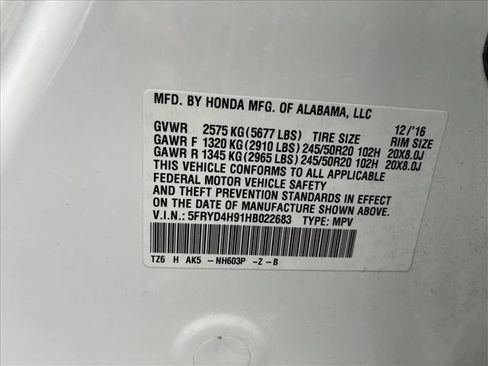 MFD. BY HONDA MFG. OF ALABAMA, LLC
GVWR 2575 KG (5677 LBS) TIRE SIZE 12/'16 RIM SIZE
GAWR F 1320 KG (2910 LBS) 245/50R20 102H 20X8.0J
GAWR R 1345 KG (2965 LBS) 245/50R20 102H 20X8.0J
THIS VEHICLE CONFORMS TO ALL APPLICABLE
FEDERAL MOTOR VEHICLE SAFETY
STANDARDS IN EFFECT SHOWN ABOVE.
ON THE DATE OF MANUFACTURE
V.I.N.: 5FRYD4H91HB022683 TYPE: MPV
TZ6 H AK5 -NH603P -Z -B